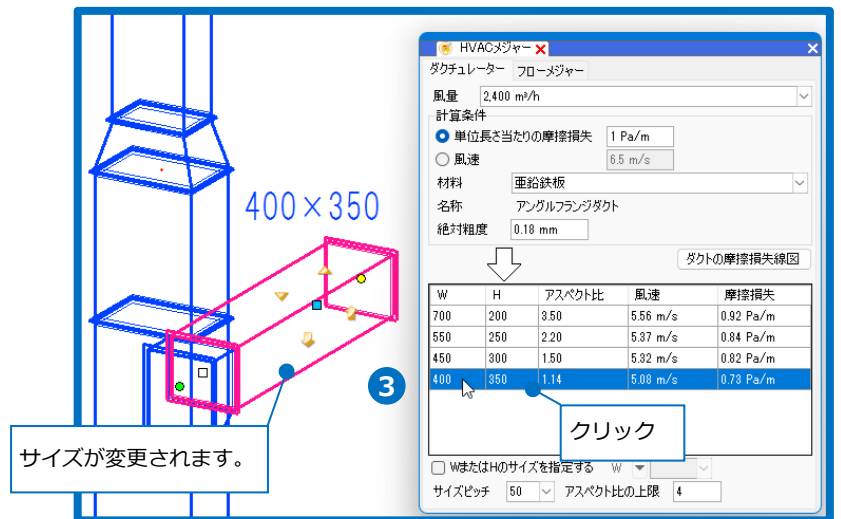 HVACメジャー
ダクチュレーター フローメジャー
風量 2,400 m³/h
計算条件
単位長さ当たりの摩擦損失 1 Pa/m
風速 6.5 m/s
材料 亜鉛鉄板
名称 アングルフランジダクト
絶対粗度 0.18 mm
ダクトの摩擦損失線図
W H アスペクト比 風速 摩擦損失
700 200 3.50 5.56 m/s 0.92 Pa/m
550 250 2.20 5.37 m/s 0.84 Pa/m
450 300 1.50 5.32 m/s 0.82 Pa/m
400 350 1.14 5.08 m/s 0.73 Pa/m
WまたはHのサイズを指定する W
サイズピッチ 50 アスペクト比の上限 4
400×350
3
クリック
サイズが変更されます。